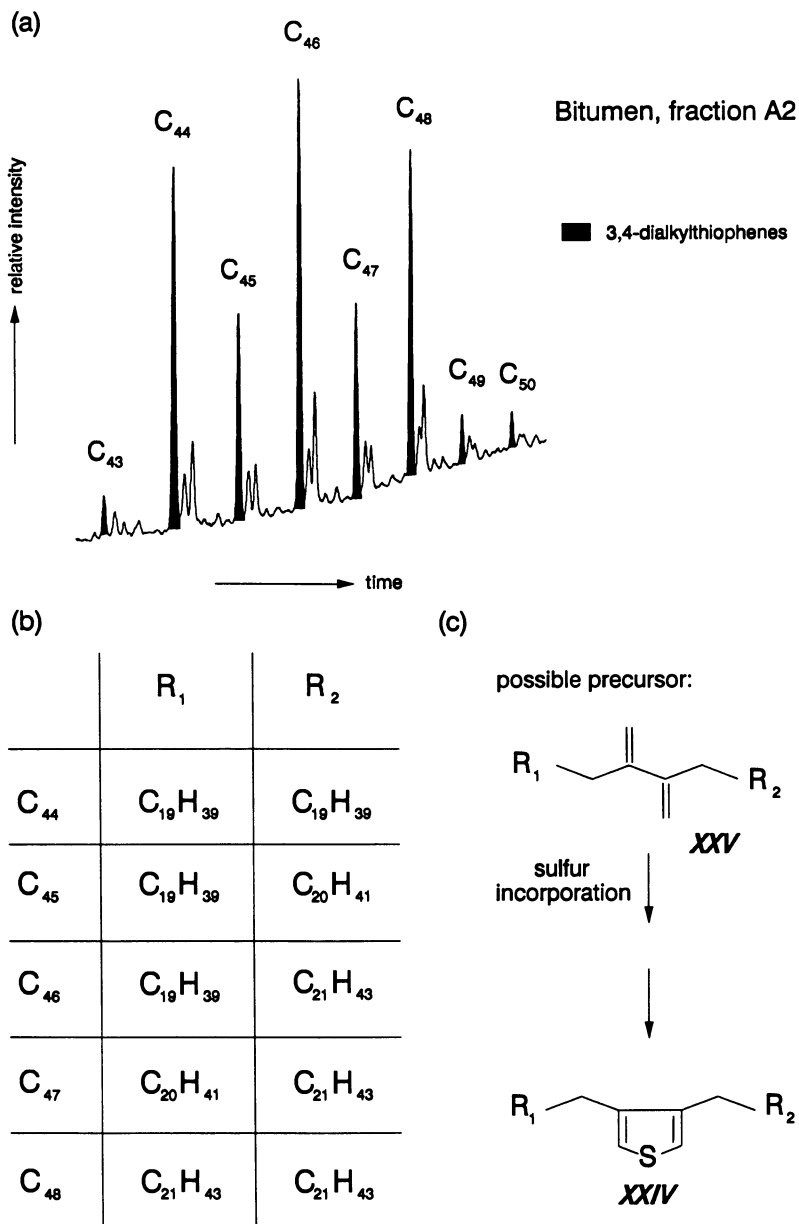 (a)
C₄₆
C₄₄
C₄₈
Bitumen, fraction A2
relative intensity
3,4-dialkylthiophenes
C₄₅
C₄₇
C₄₉
C₅₀
C₄₃
time
(b)
R₁ R₂
C₄₄ C₁₉H₃₉ C₁₉H₃₉
C₄₅ C₁₉H₃₉ C₂₀H₄₁
C₄₆ C₁₉H₃₉ C₂₁H₄₃
C₄₇ C₂₀H₄₁ C₂₁H₄₃
C₄₈ C₂₁H₄₃ C₂₁H₄₃
(c)
possible precursor:
R₁
R₂
XXV
sulfur
incorporation
R₁
R₂
S
XXIV